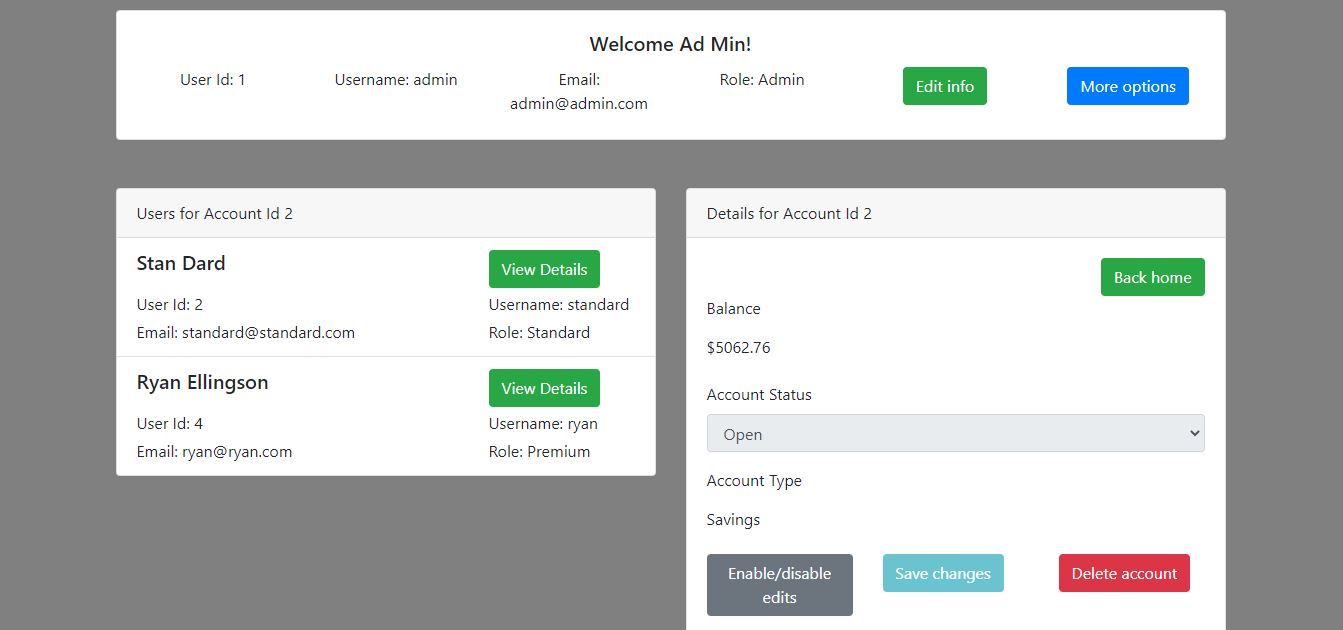 Welcome Ad Min!
User Id: 1
Username: admin
Email:
admin@admin.com
Role: Admin
Edit info
More options
Users for Account Id 2
Stan Dard
View Details
User Id: 2
Username: standard
Email: standard@standard.com
Role: Standard
Ryan Ellingson
View Details
User Id: 4
Username: ryan
Email: ryan@ryan.com
Role: Premium
Details for Account Id 2
Back home
Balance
$5062.76
Account Status
Open
Account Type
Savings
Enable/disable
edits
Save changes
Delete account